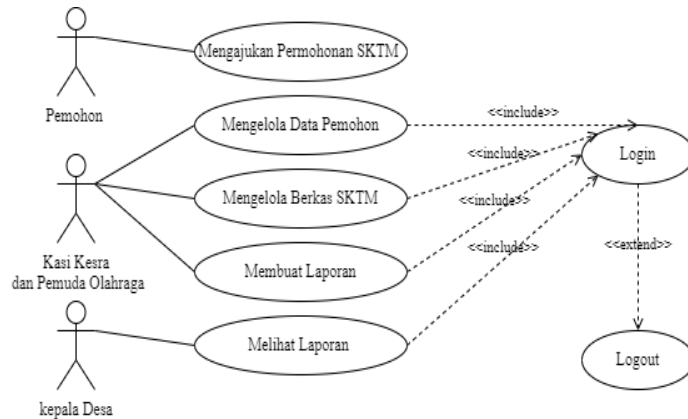 Mengajukan Permohonan SKTM
Pemohon
Mengelola Data Pemohon
<<include>>
Login
<<include>>
Mengelola Berkas SKTM
<<include>>
Kasi Kesra
dan Pemuda Olahraga
Membuat Laporan
<<include>>
<<extend>>
Melihat Laporan
Logout
kepala Desa